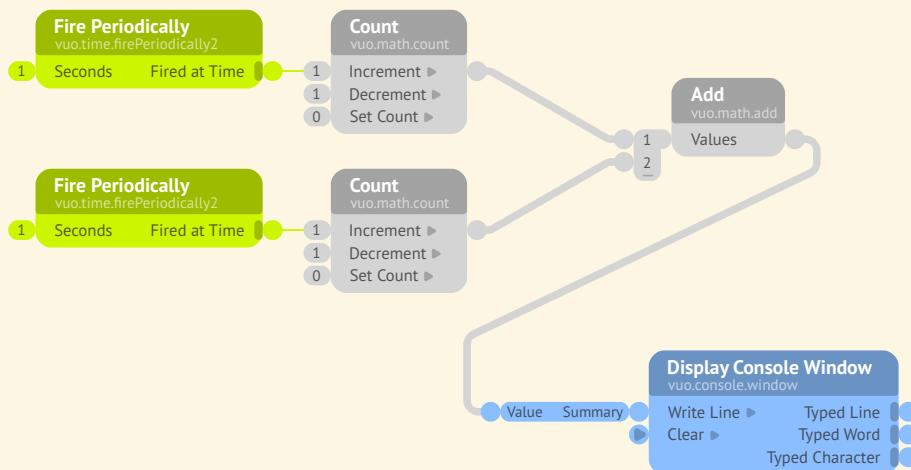 Fire Periodically
vuo.time.firePeriodically2
1 Seconds Fired at Time
Count
vuo.math.count
1 Increment
1 Decrement
0 Set Count
Add
vuo.math.add
1 Values
2
Fire Periodically
vuo.time.firePeriodically2
1 Seconds Fired at Time
Count
vuo.math.count
1 Increment
1 Decrement
0 Set Count
Display Console Window
vuo.console.window
Value Summary Write Line Typed Line
Clear Typed Word
Typed Character